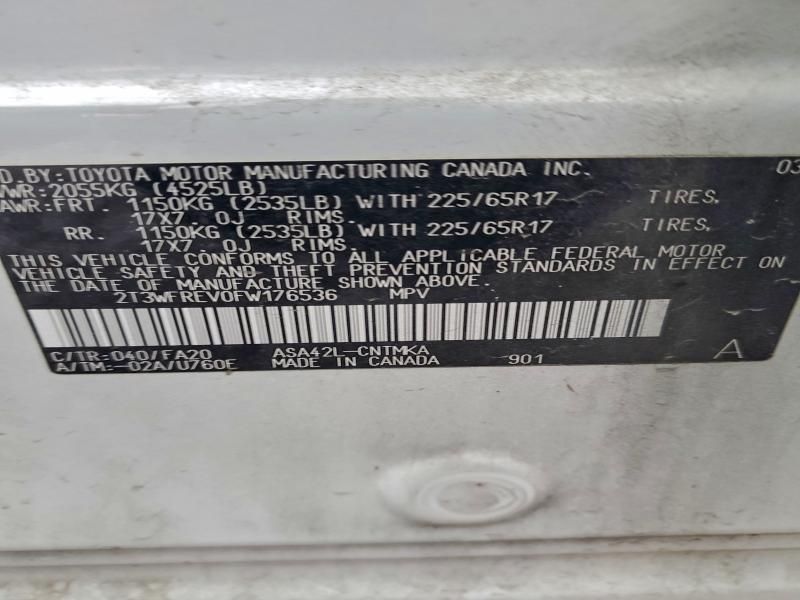 D.BY:TOYOTA MOTOR MANUFACTURING CANADA INC. 03
VWR:2055KG (4525LB)
AWR:FRT. 1150KG (2535LB) WITH 225/65R17 TIRES,
17X7.0J RIMS.
RR. 1150KG (2535LB) WITH 225/65R17 TIRES,
17X7.0J RIMS.
THIS VEHICLE CONFORMS TO ALL APPLICABLE FEDERAL MOTOR
VEHICLE SAFETY AND THEFT PREVENTION STANDARDS IN EFFECT ON
THE DATE OF MANUFACTURE SHOWN ABOVE.
2T3WFREV0FW176536 MPV
C/TR:040/FA20 ASA42L-CNTMKA
A/TM:-02A/U760E MADE IN CANADA 901 A